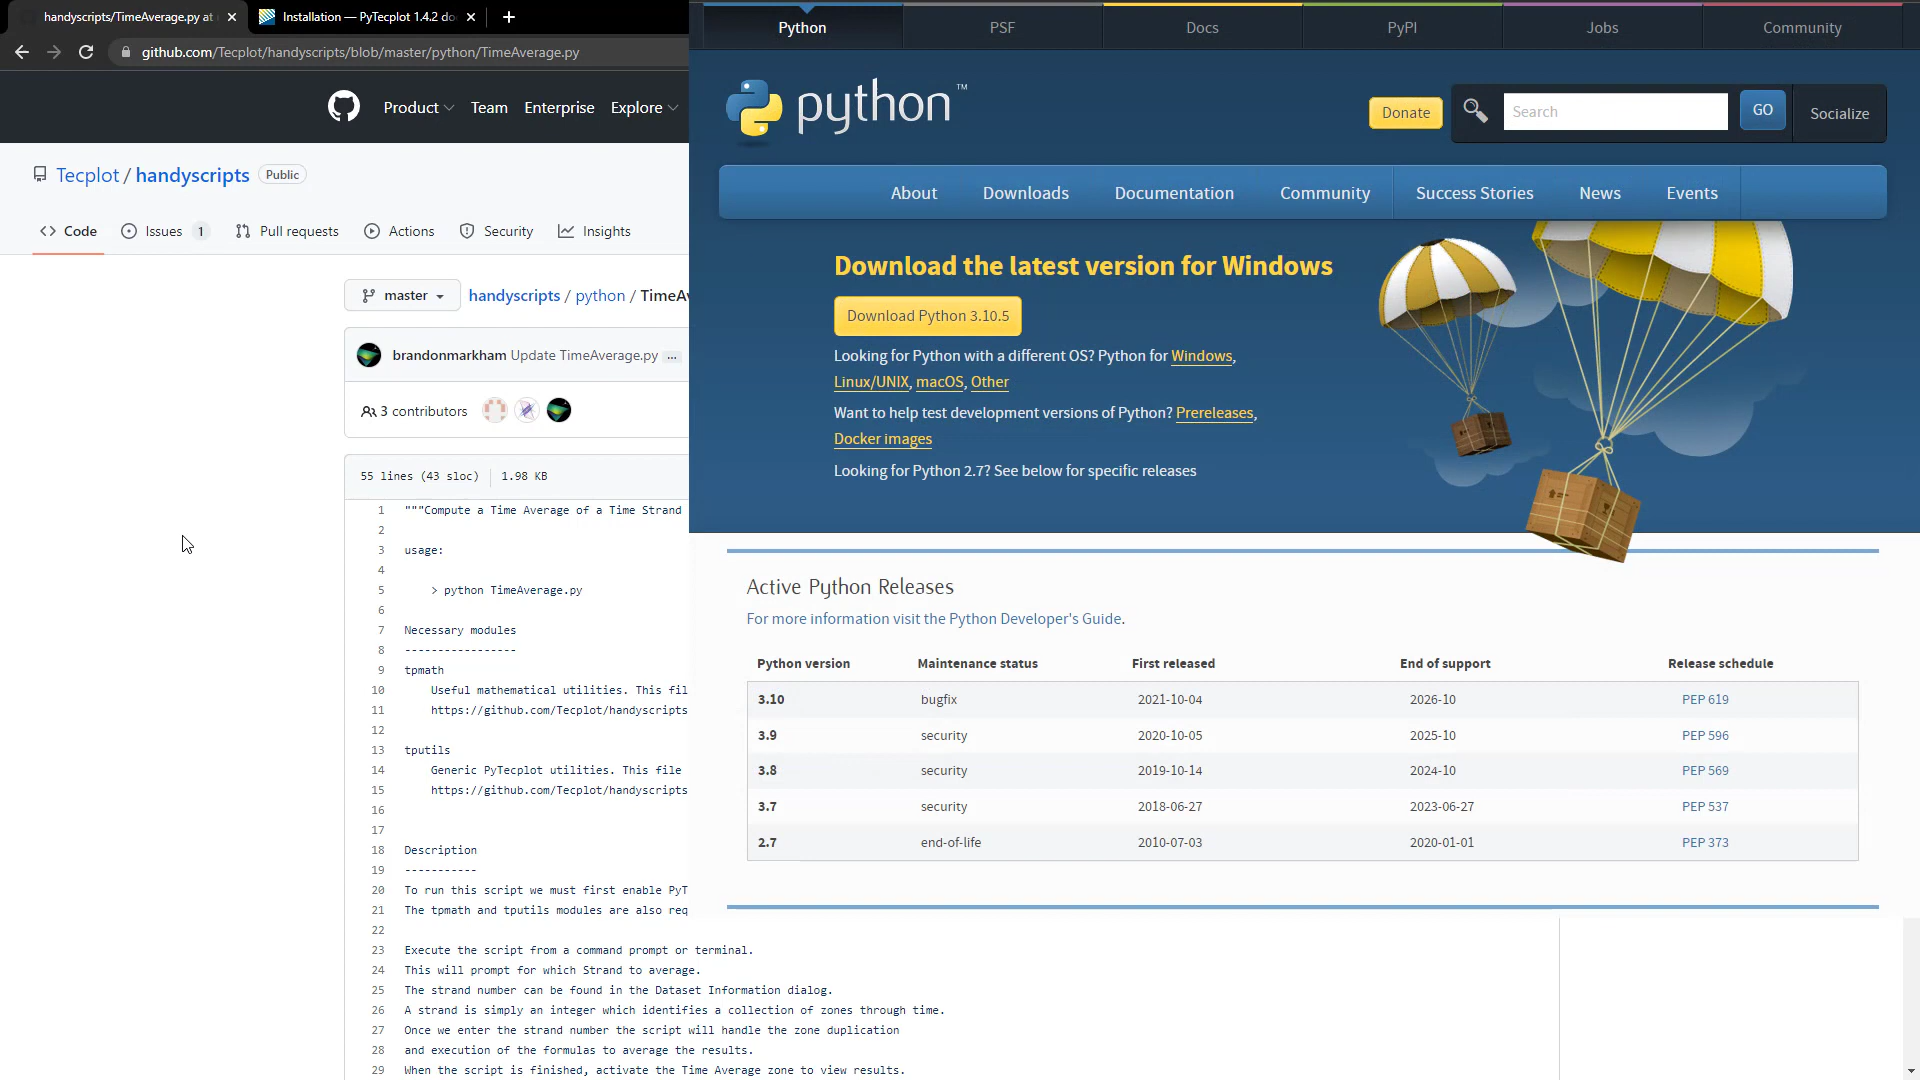 handyscripts/TimeAverage.py at
Installation — PyTecplot 1.4.2 do
github.com/Tecplot/handyscripts/blob/master/python/TimeAverage.py
Product
Team
Enterprise
Explore
Tecplot / handyscripts Public
Code
Issues 1
Pull requests
Actions
Security
Insights
master
handyscripts / python / TimeAv
brandonmarkham Update TimeAverage.py ...
3 contributors
55 lines (43 sloc) 1.98 KB
1 """Compute a Time Average of a Time Strand
2
3 usage:
4
5 > python TimeAverage.py
6
7 Necessary modules
8 -----------------
9 tpmath
10 Useful mathematical utilities. This fil
11 https://github.com/Tecplot/handyscripts
12
13 tputils
14 Generic PyTecplot utilities. This file
15 https://github.com/Tecplot/handyscripts
16
17
18 Description
19 -----------
20 To run this script we must first enable PyT
21 The tpmath and tputils modules are also req
22
23 Execute the script from a command prompt or terminal.
24 This will prompt for which Strand to average.
25 The strand number can be found in the Dataset Information dialog.
26 A strand is simply an integer which identifies a collection of zones through time.
27 Once we enter the strand number the script will handle the zone duplication
28 and execution of the formulas to average the results.
29 When the script is finished, activate the Time Average zone to view results.
Python
PSF
Docs
PyPI
Jobs
Community
python™
Donate
Search
GO
Socialize
About
Downloads
Documentation
Community
Success Stories
News
Events
Download the latest version for Windows
Download Python 3.10.5
Looking for Python with a different OS? Python for Windows,
Linux/UNIX, macOS, Other
Want to help test development versions of Python? Prereleases,
Docker images
Looking for Python 2.7? See below for specific releases
Active Python Releases
For more information visit the Python Developer's Guide.
Python version Maintenance status First released End of support Release schedule
3.10 bugfix 2021-10-04 2026-10 PEP 619
3.9 security 2020-10-05 2025-10 PEP 596
3.8 security 2019-10-14 2024-10 PEP 569
3.7 security 2018-06-27 2023-06-27 PEP 537
2.7 end-of-life 2010-07-03 2020-01-01 PEP 373